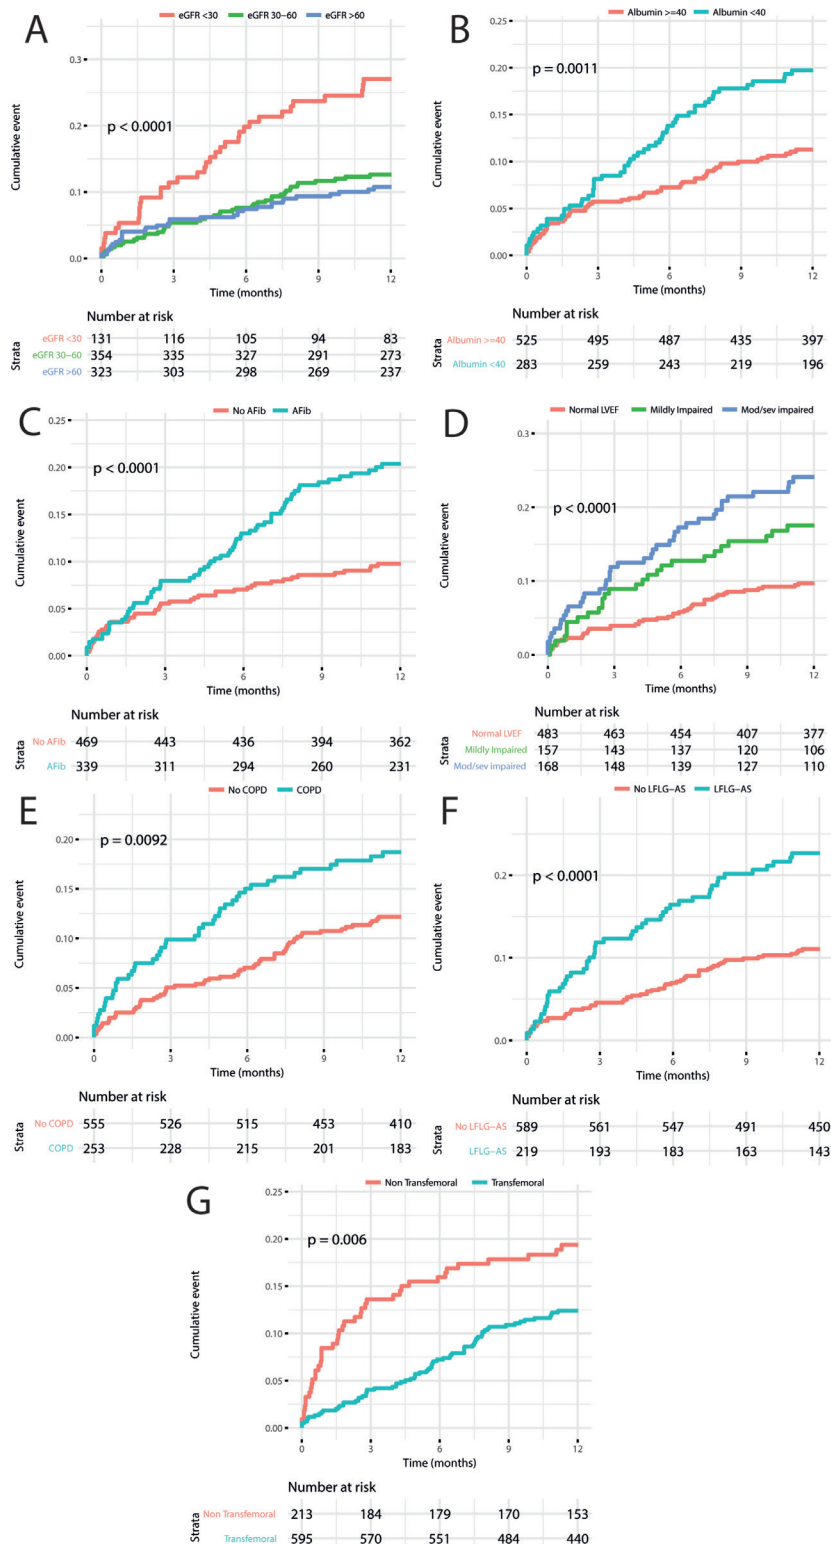 A
eGFR <30 eGFR 30–60 eGFR >60
Cumulative event
0.3
p < 0.0001
0.2
0.1
0.0
0 3 6 9 12
Time (months)
Number at risk
Strata
eGFR <30 131 116 105 94 83
eGFR 30–60 354 335 327 291 273
eGFR >60 323 303 298 269 237
B
Albumin >=40 Albumin <40
Cumulative event
0.25
p = 0.0011
0.20
0.15
0.10
0.05
0.00
0 3 6 9 12
Time (months)
Number at risk
Strata
Albumin >=40 525 495 487 435 397
Albumin <40 283 259 243 219 196
C
No AFib AFib
Cumulative event
0.25
p < 0.0001
0.20
0.15
0.10
0.05
0.00
0 3 6 9 12
Time (months)
Number at risk
Strata
No AFib 469 443 436 394 362
AFib 339 311 294 260 231
D
Normal LVEF Mildly Impaired Mod/sev impaired
Cumulative event
0.3
p < 0.0001
0.2
0.1
0.0
0 3 6 9 12
Time (months)
Number at risk
Strata
Normal LVEF 483 463 454 407 377
Mildly Impaired 157 143 137 120 106
Mod/sev impaired 168 148 139 127 110
E
No COPD COPD
Cumulative event
0.20
p = 0.0092
0.15
0.10
0.05
0.00
0 3 6 9 12
Time (months)
Number at risk
Strata
No COPD 555 526 515 453 410
COPD 253 228 215 201 183
F
No LFLG–AS LFLG–AS
Cumulative event
p < 0.0001
0.2
0.1
0.0
0 3 6 9 12
Time (months)
Number at risk
Strata
No LFLG–AS 589 561 547 491 450
LFLG–AS 219 193 183 163 143
G
Non Transfemoral Transfemoral
Cumulative event
0.25
p = 0.006
0.20
0.15
0.10
0.05
0.00
0 3 6 9 12
Time (months)
Number at risk
Strata
Non Transfemoral 213 184 179 170 153
Transfemoral 595 570 551 484 440